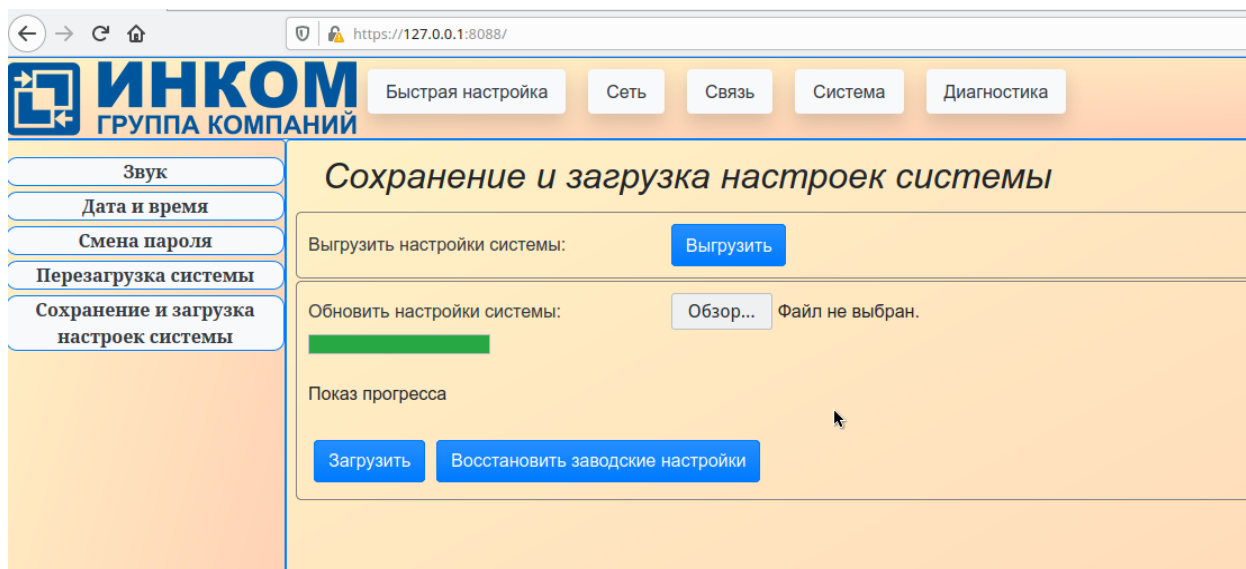 https://127.0.0.1:8088/
ИНКОМ
ГРУППА КОМПАНИЙ
Быстрая настройка Сеть Связь Система Диагностика
Звук
Дата и время
Смена пароля
Перезагрузка системы
Сохранение и загрузка
настроек системы
Сохранение и загрузка настроек системы
Выгрузить настройки системы: Выгрузить
Обновить настройки системы: Обзор... Файл не выбран.
Показ прогресса
Загрузить Восстановить заводские настройки